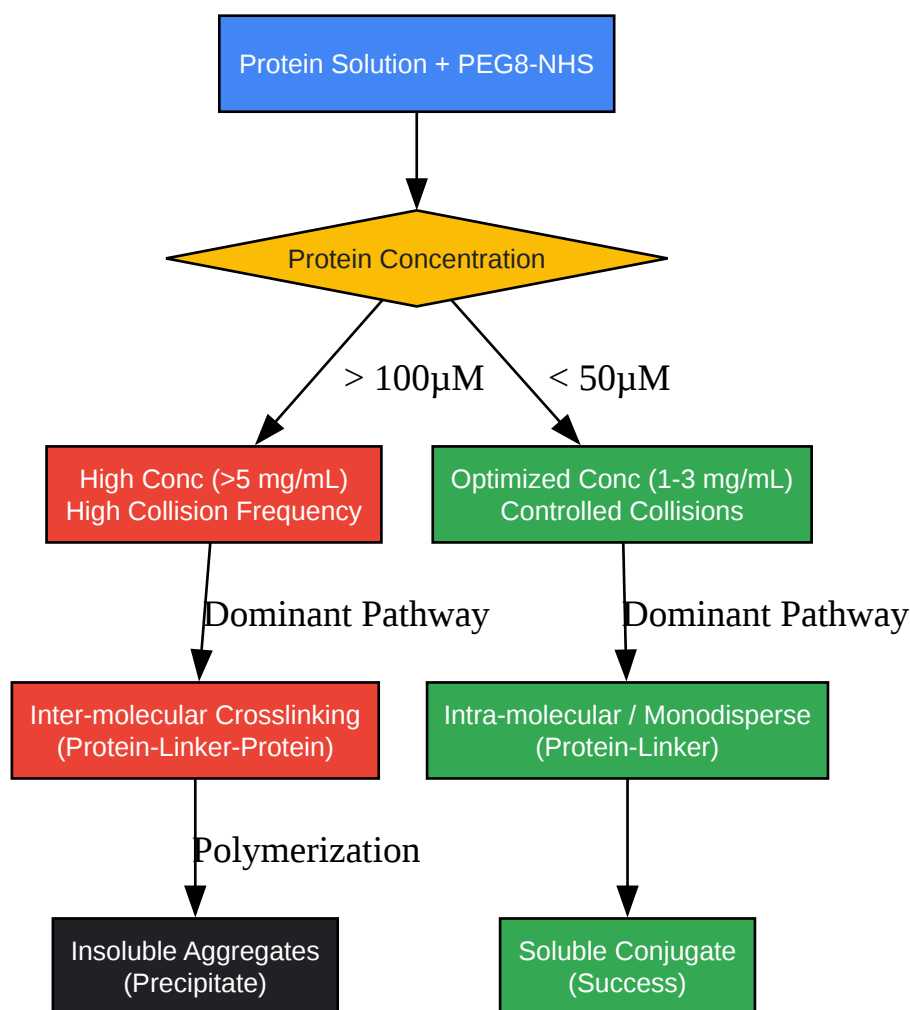 Protein Solution + PEG8-NHS
Protein Concentration
> 100µM
< 50µM
High Conc (>5 mg/mL)
High Collision Frequency
Optimized Conc (1-3 mg/mL)
Controlled Collisions
Dominant Pathway
Dominant Pathway
Inter-molecular Crosslinking
(Protein-Linker-Protein)
Intra-molecular / Monodisperse
(Protein-Linker)
Polymerization
Insoluble Aggregates
(Precipitate)
Soluble Conjugate
(Success)